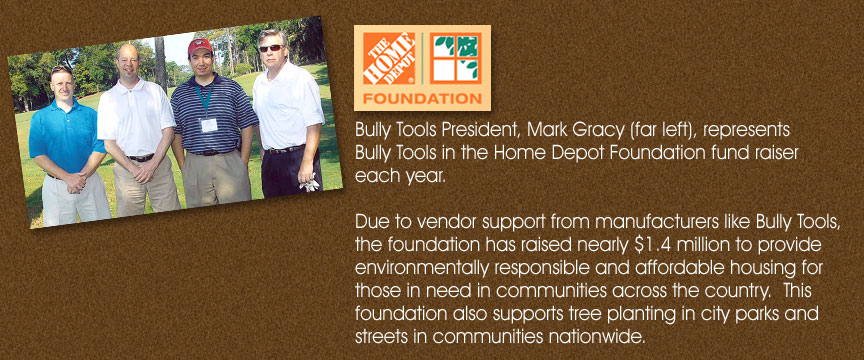 THE
HOME
DEPOT
FOUNDATION
Bully Tools President, Mark Gracy (far left), represents
Bully Tools in the Home Depot Foundation fund raiser
each year.
Due to vendor support from manufacturers like Bully Tools,
the foundation has raised nearly $1.4 million to provide
environmentally responsible and affordable housing for
those in need in communities across the country.  This
foundation also supports tree planting in city parks and
streets in communities nationwide.